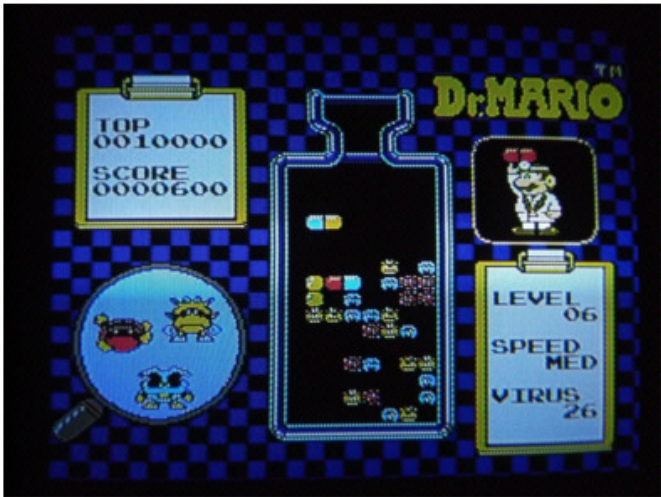 TOP
0010000
SCORE
0000600
Dr. MARIO
TM
LEVEL
06
SPEED
MED
VIRUS
26